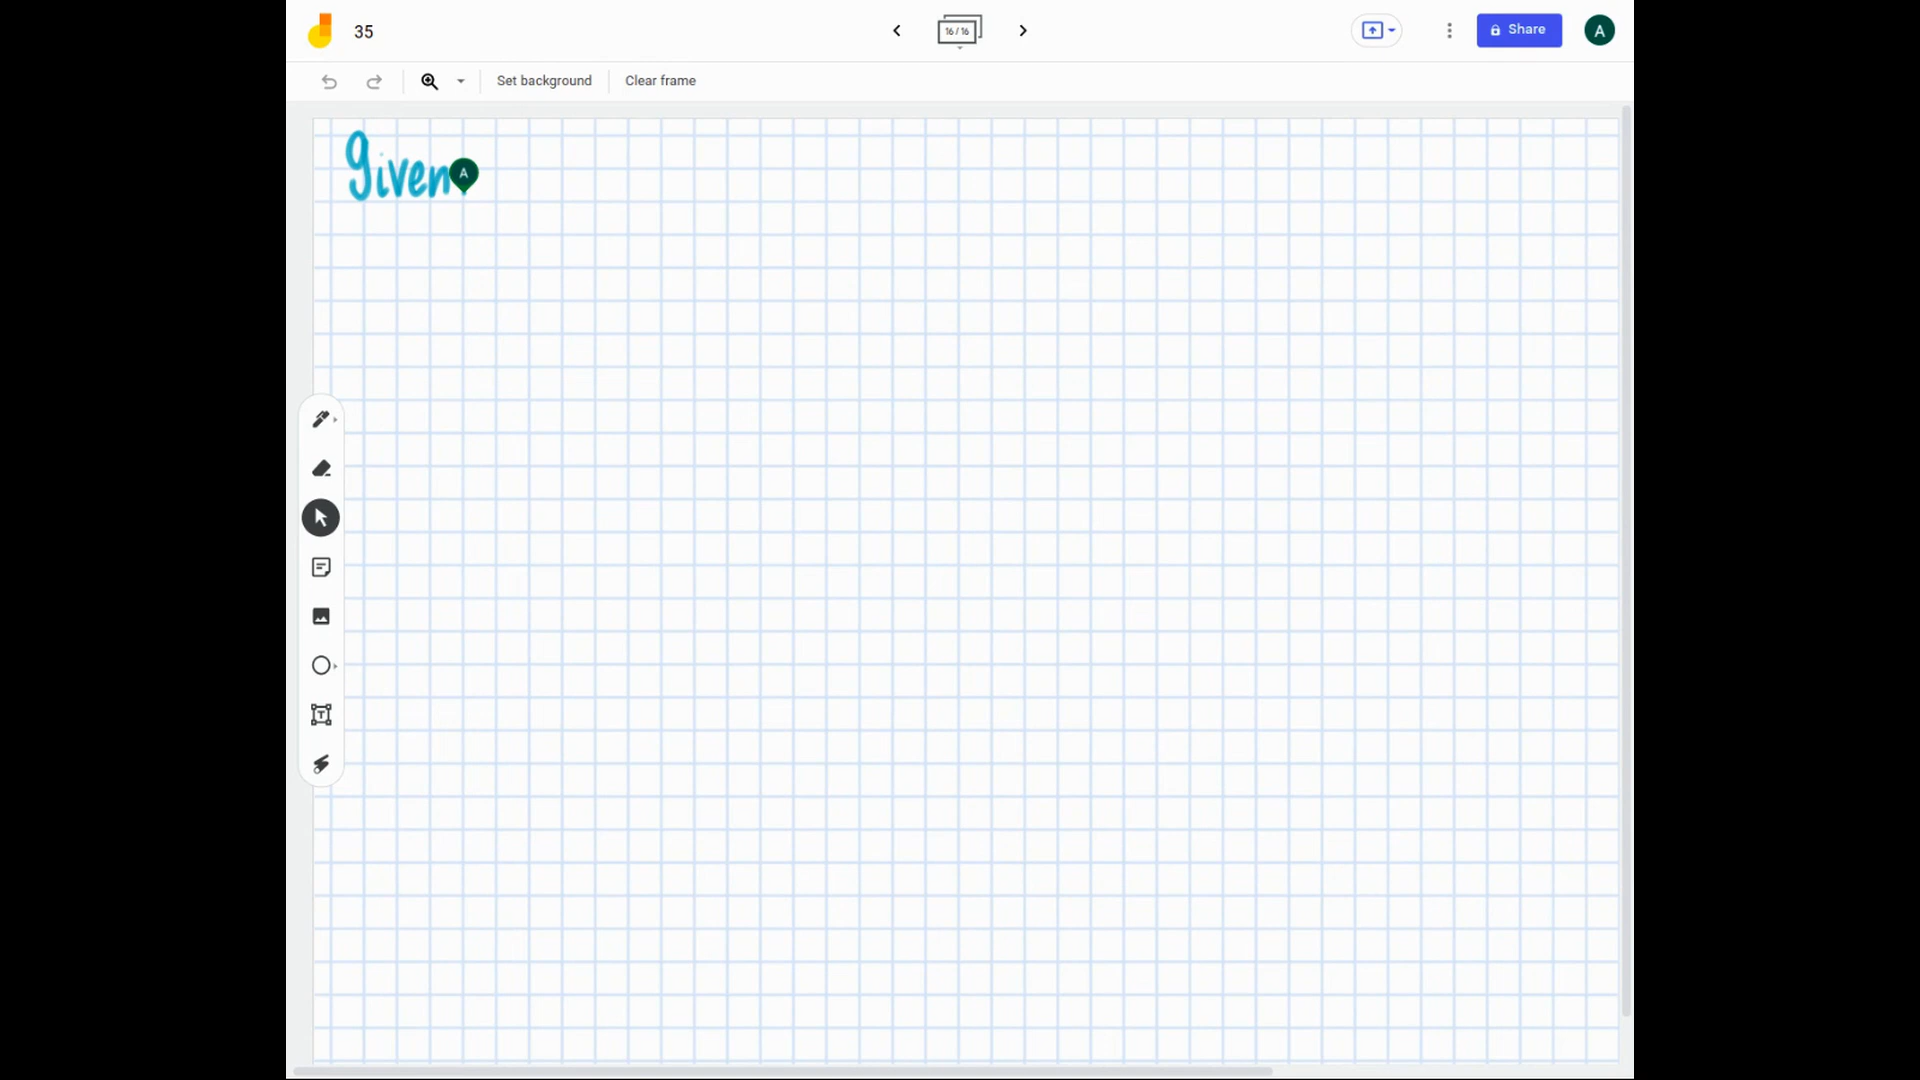 35
16 / 16
Share
A
Set background
Clear frame
given
A